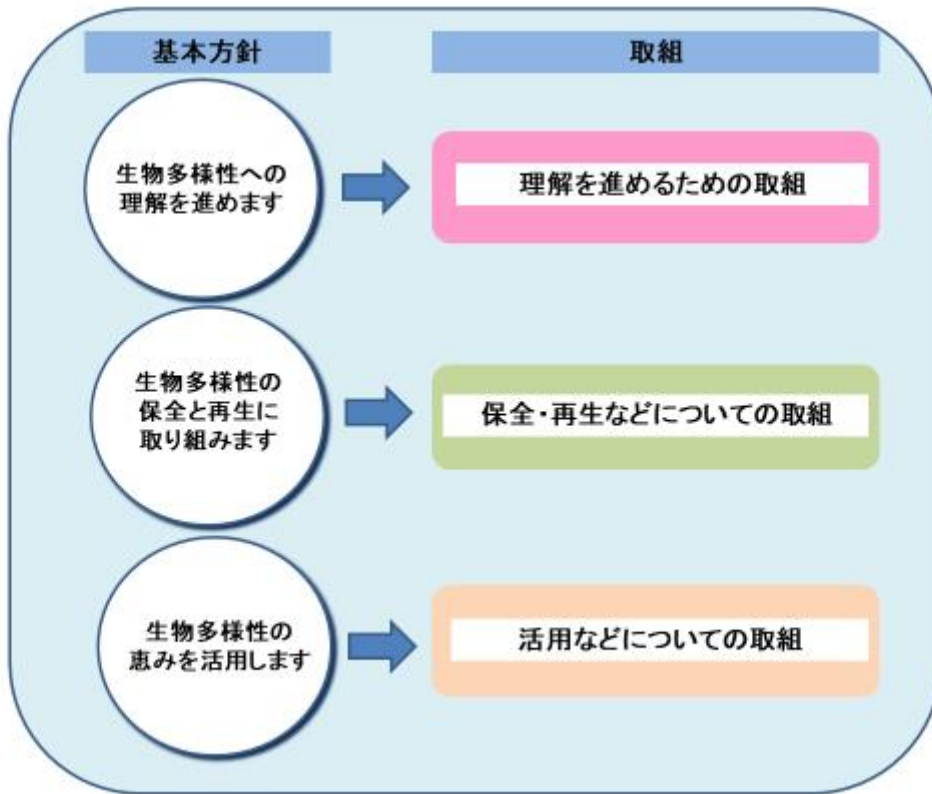 基本方針
取組
生物多様性への
理解を進めます
理解を進めるための取組
生物多様性の
保全と再生に
取り組みます
保全・再生などについての取組
生物多様性の
恵みを活用します
活用などについての取組